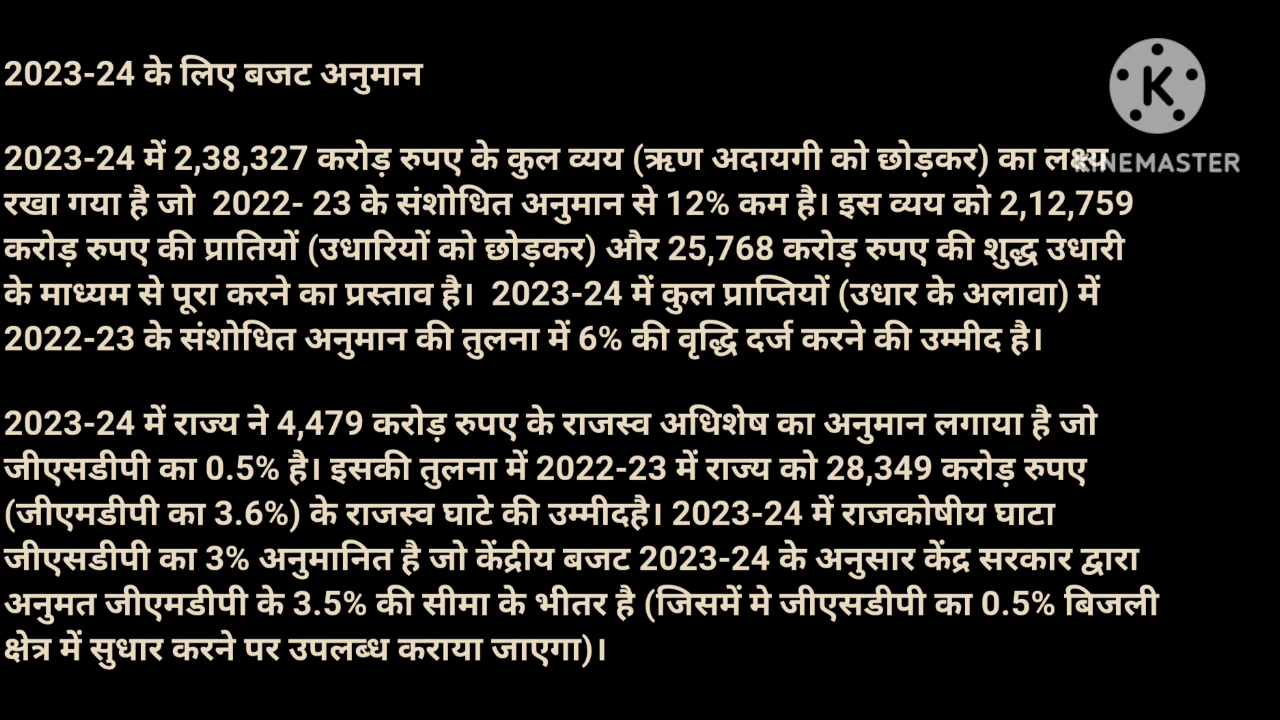 2023-24 के लिए बजट अनुमान
2023-24 में 2,38,327 करोड़ रुपए के कुल व्यय (ऋण अदायगी को छोड़कर) का लक्ष्य
रखा गया है जो 2022- 23 के संशोधित अनुमान से 12% कम है। इस व्यय को 2,12,759
करोड़ रुपए की प्रातियों (उधारियों को छोड़कर) और 25,768 करोड़ रुपए की शुद्ध उधारी
के माध्यम से पूरा करने का प्रस्ताव है। 2023-24 में कुल प्राप्तियों (उधार के अलावा) में
2022-23 के संशोधित अनुमान की तुलना में 6% की वृद्धि दर्ज करने की उम्मीद है।
2023-24 में राज्य ने 4,479 करोड़ रुपए के राजस्व अधिशेष का अनुमान लगाया है जो
जीएसडीपी का 0.5% है। इसकी तुलना में 2022-23 में राज्य को 28,349 करोड़ रुपए
(जीएमडीपी का 3.6%) के राजस्व घाटे की उम्मीदहै। 2023-24 में राजकोषीय घाटा
जीएसडीपी का 3% अनुमानित है जो केंद्रीय बजट 2023-24 के अनुसार केंद्र सरकार द्वारा
अनुमत जीएमडीपी के 3.5% की सीमा के भीतर है (जिसमें मे जीएसडीपी का 0.5% बिजली
क्षेत्र में सुधार करने पर उपलब्ध कराया जाएगा)।
K
KINEMASTER